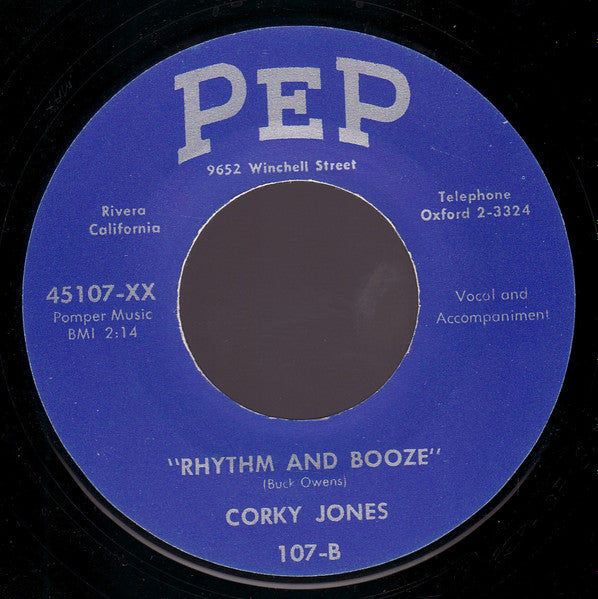 PEP
9652 Winchell Street
Rivera
California
Telephone
Oxford 2-3324
45107-XX
Pomper Music
BMI 2:14
Vocal and
Accompaniment
"RHYTHM AND BOOZE"
(Buck Owens)
CORKY JONES
107-B